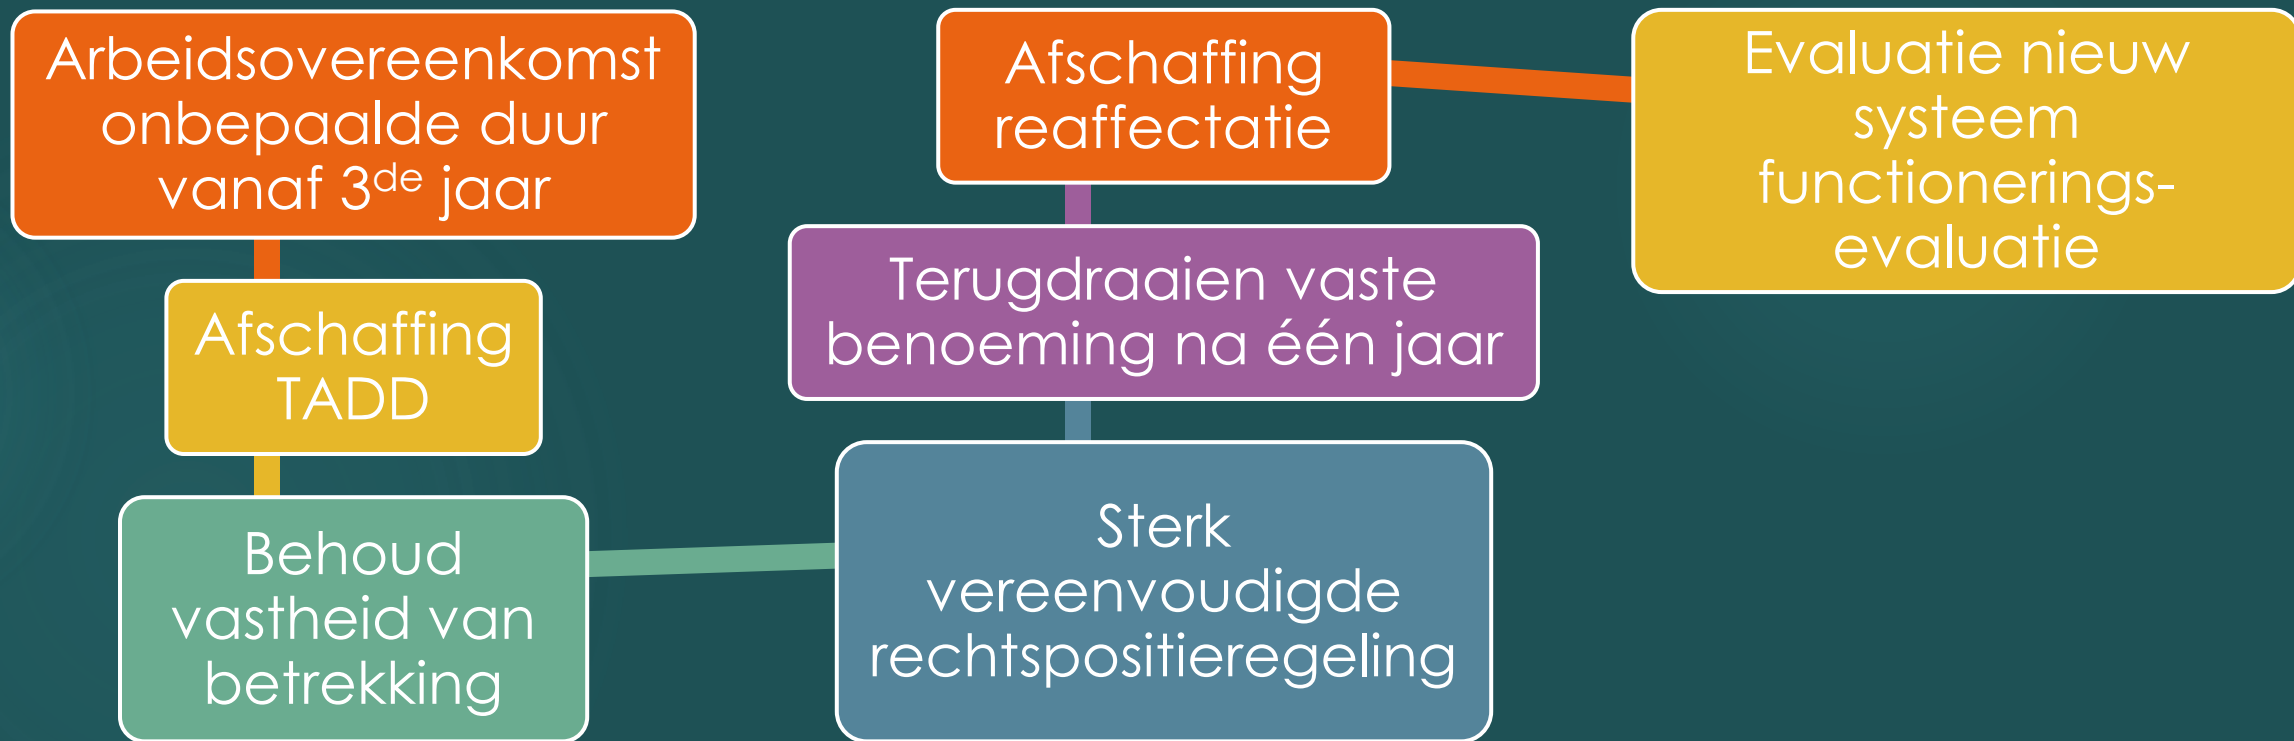 Arbeidsovereenkomst
onbepaalde duur
vanaf 3de jaar
Afschaffing
TADD
Behoud
vastheid van
betrekking
Sterk
vereenvoudigde
rechtspositieregeling
Terugdraaien vaste
benoeming na één jaar
Afschaffing
reaffectatie
Evaluatie nieuw
systeem
functionerings-
evaluatie